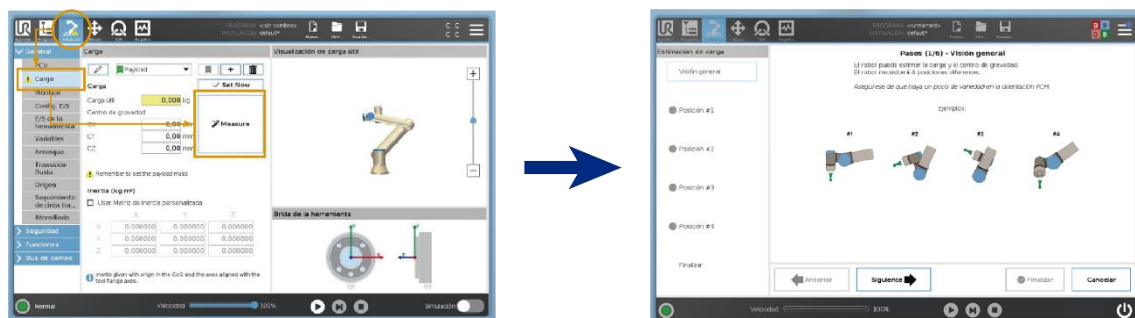 PROGRAMA <sin nombre>
INSTALACIÓN default*
General
Carga
Visualización de carga útil
PCH
Carga
Payload
Montaje
Carga
Set Now
Config. E/S
Carga útil 0,000 kg
E/S de la herramienta
Centro de gravedad
Variables
CX 0,00 mm
Measure
CY 0,00 mm
Arranque
CZ 0,00 mm
Transición fluida
Remember to set the payload mass
Origen
Inercia (kg m²)
Seguimiento de cinta tra...
Usar Matriz de inercia personalizada
Atornillado
Brida de la herramienta
X Y Z
Seguridad
X 0,000000 0,000000 0,000000
Funciones
Y 0,000000 0,000000 0,000000
Bus de campo
Z 0,000000 0,000000 0,000000
Inertia given with origin in the CoG and the axes aligned with the
tool flange axes.
Normal
Velocidad 100%
Simulación
PROGRAMA <unnamed>
INSTALACIÓN default*
Estimación de carga
Pasos (1/6) - Visión general
Visión general
El robot puede estimar la carga y el centro de gravedad.
El robot necesitará 4 posiciones diferentes.
Asegúrese de que haya un poco de variedad en la orientación PCH
Posición #1
Ejemplos:
#1 #2 #3 #4
Posición #2
Posición #3
Posición #4
Finalizar
Anterior
Siguiente
Finalizar
Cancelar
Velocidad 100%